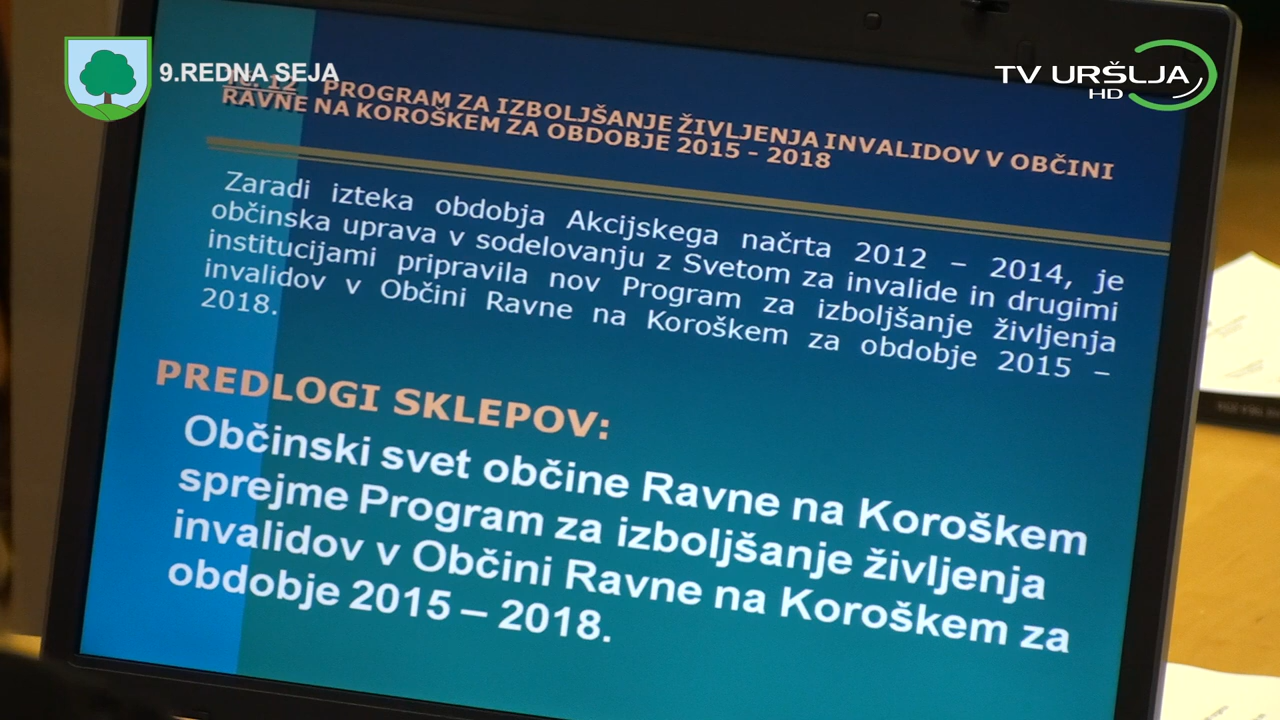 9.REDNA SEJA
TV URŠLJA
HD
12 PROGRAM ZA IZBOLJŠANJE ŽIVLJENJA INVALIDOV V OBČINI
RAVNE NA KOROŠKEM ZA OBDOBJE 2015 - 2018
Zaradi izteka obdobja Akcijskega načrta 2012 – 2014, je
občinska uprava v sodelovanju z Svetom za invalide in drugimi
institucijami pripravila nov Program za izboljšanje življenja
invalidov v Občini Ravne na Koroškem za obdobje 2015 –
2018.
PREDLOGI SKLEPOV:
Občinski svet občine Ravne na Koroškem
sprejme Program za izboljšanje življenja
invalidov v Občini Ravne na Koroškem za
obdobje 2015 – 2018.